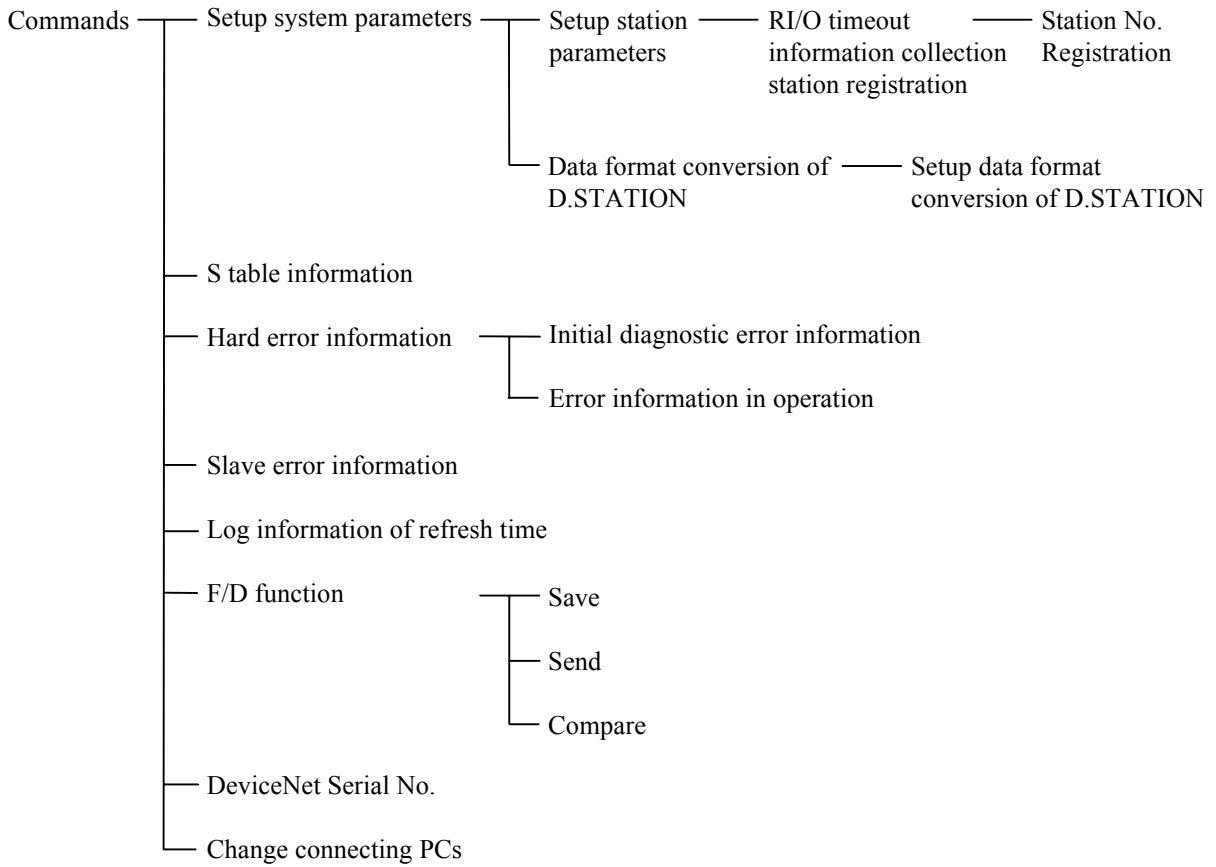 Commands
Setup system parameters
Setup station
parameters
RI/O timeout
information collection
station registration
Station No.
Registration
Data format conversion of
D.STATION
Setup data format
conversion of D.STATION
S table information
Hard error information
Initial diagnostic error information
Error information in operation
Slave error information
Log information of refresh time
F/D function
Save
Send
Compare
DeviceNet Serial No.
Change connecting PCs